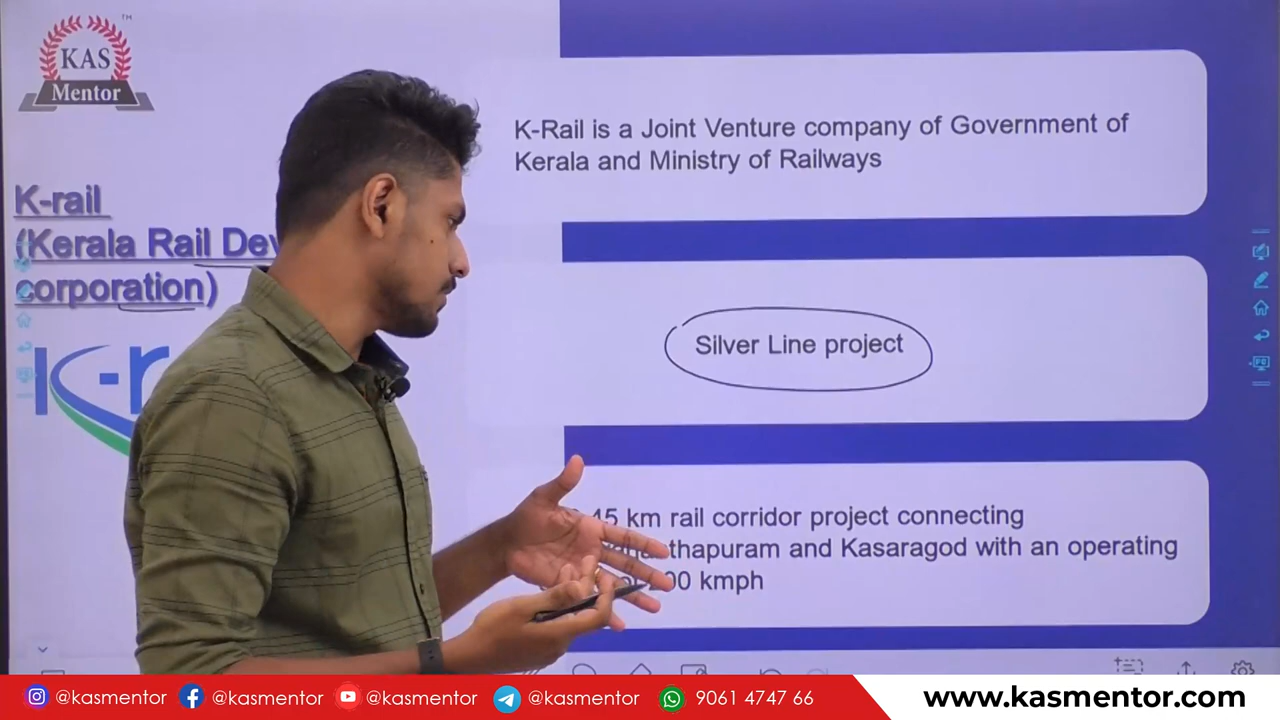 TM
KAS
Mentor
K-rail
(Kerala Rail Dev
corporation)
K-r
K-Rail is a Joint Venture company of Government of
Kerala and Ministry of Railways
Silver Line project
45 km rail corridor project connecting
thapuram and Kasaragod with an operating
00 kmph
@kasmentor
@kasmentor
@kasmentor
@kasmentor
9061 4747 66
www.kasmentor.com